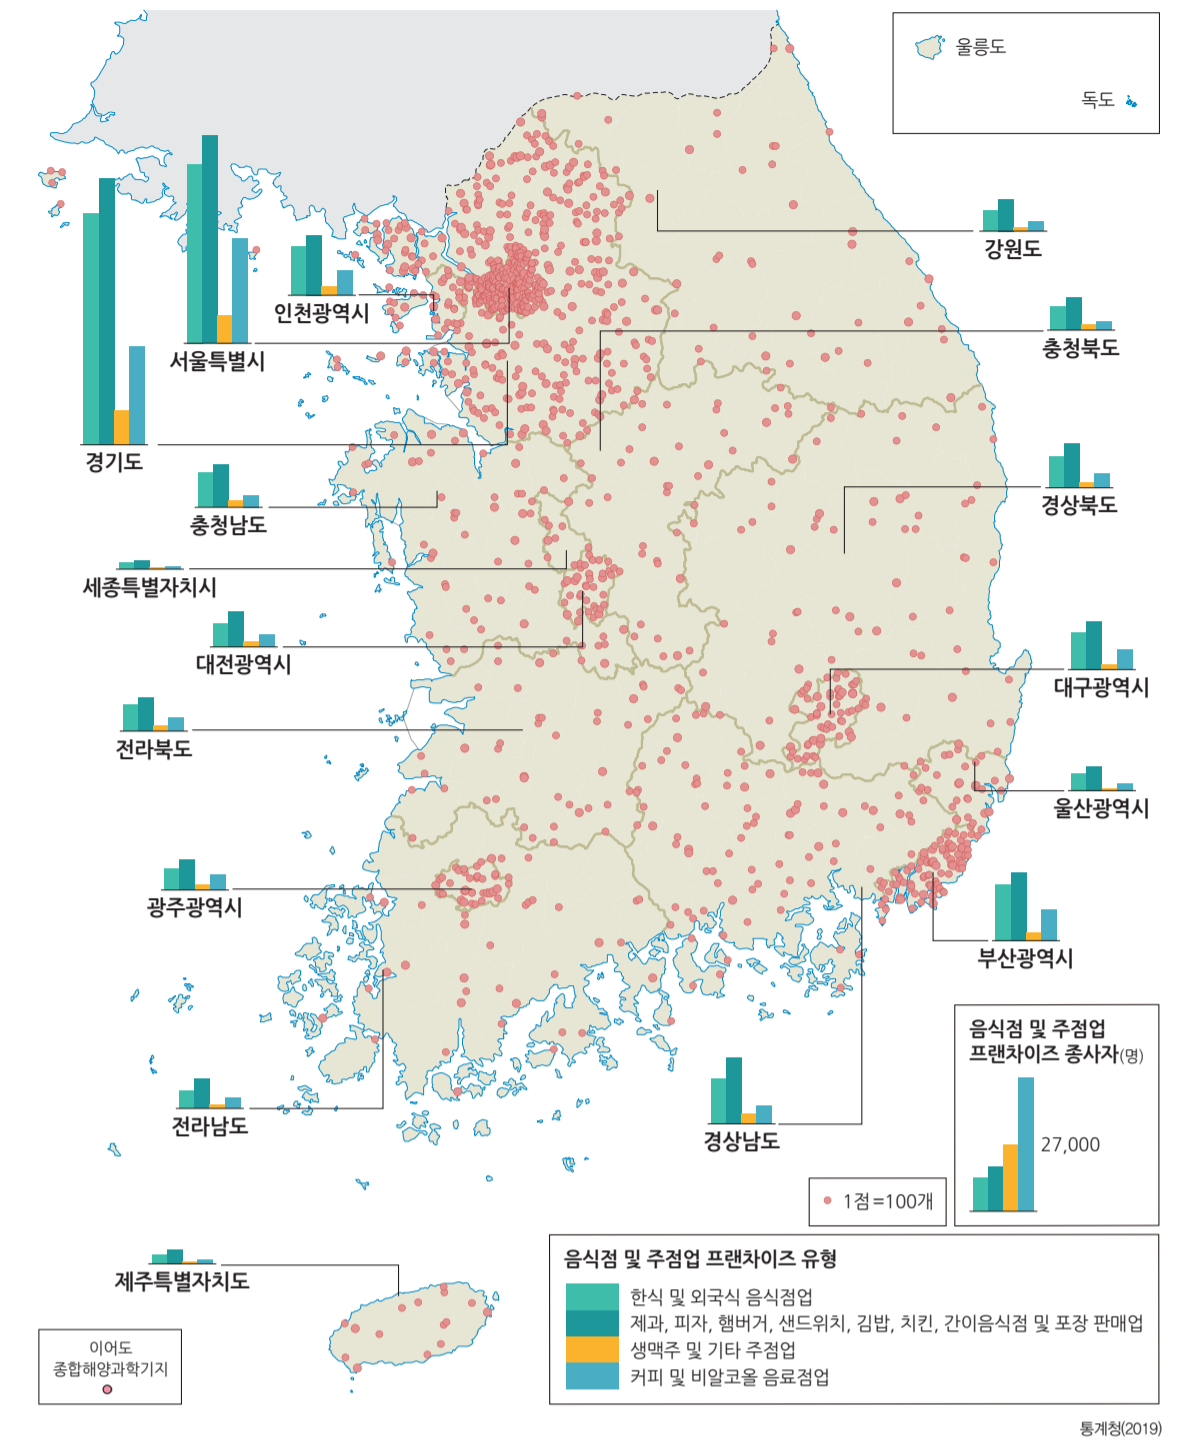 울릉도
독도
강원도
인천광역시
충청북도
서울특별시
경기도
경상북도
충청남도
세종특별자치시
대전광역시
대구광역시
전라북도
울산광역시
광주광역시
부산광역시
음식점 및 주점업
프랜차이즈 종사자(명)
27,000
전라남도
경상남도
1점=100개
제주특별자치도
음식점 및 주점업 프랜차이즈 유형
한식 및 외국식 음식점업
제과, 피자, 햄버거, 샌드위치, 김밥, 치킨, 간이음식점 및 포장 판매업
생맥주 및 기타 주점업
커피 및 비알코올 음료점업
이어도
종합해양과학기지
통계청(2019)